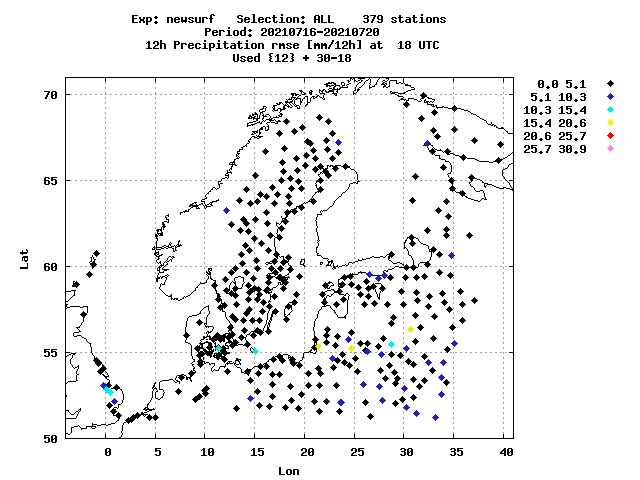 Exp: newsurf   Selection: ALL    379 stations
Period: 20210716-20210720
12h Precipitation rmse [mm/12h] at  18 UTC
Used {12} + 30-18
0.0 5.1
5.1 10.3
10.3 15.4
15.4 20.6
20.6 25.7
25.7 30.9
70
65
60
55
50
Lat
0 5 10 15 20 25 30 35 40
Lon